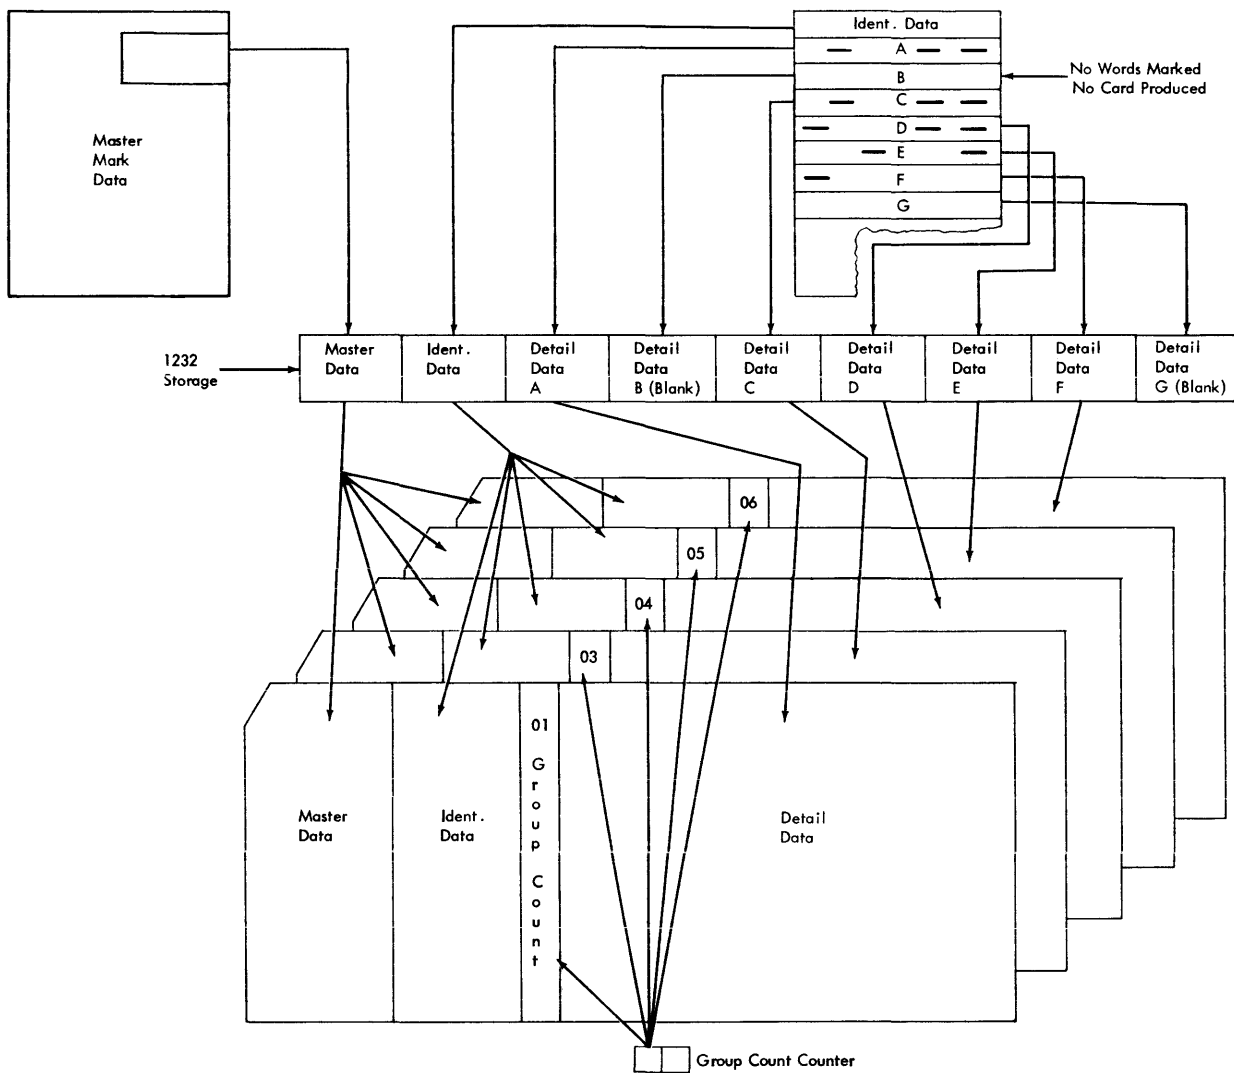 Ident. Data
A
B
C
D
E
F
G
No Words Marked
No Card Produced
Master
Mark
Data
1232
Storage
Master
Data
Ident.
Data
Detail
Data
A
Detail
Data
B (Blank)
Detail
Data
C
Detail
Data
D
Detail
Data
E
Detail
Data
F
Detail
Data
G (Blank)
06
05
04
03
01
Group Count
Master
Data
Ident.
Data
Detail
Data
Group Count Counter